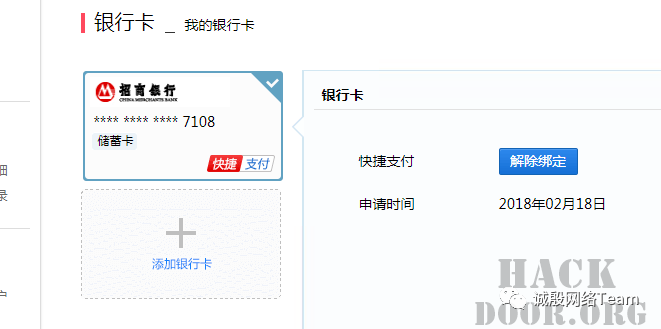 银行卡 _ 我的银行卡
招商银行
CHINA MERCHANTS BANK
**** **** **** 7108
储蓄卡
快捷支付
添加银行卡
银行卡
快捷支付 解除绑定
申请时间 2018年02月18日
细
录
户
HACK
DOOR.ORG
诚殷网络Team